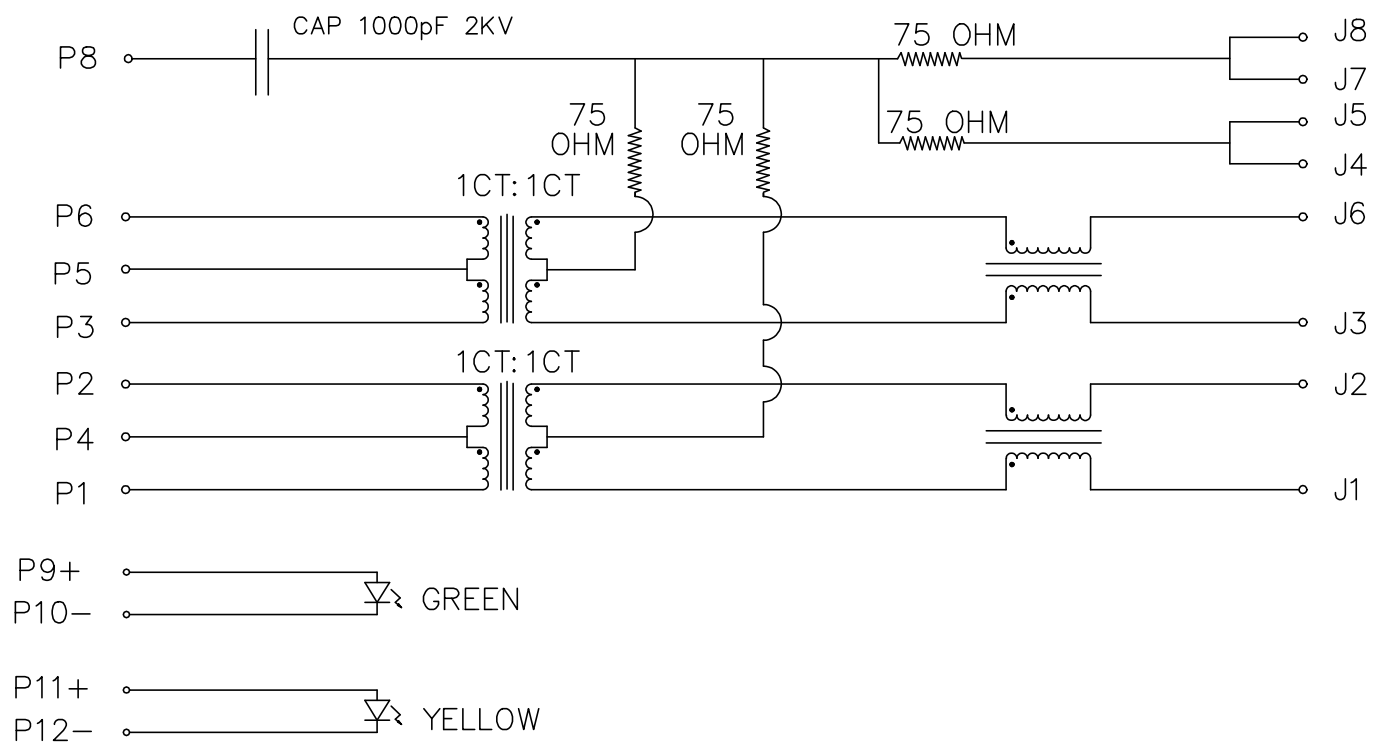 CAP 1000pF 2KV
P8
75 OHM
J8
J7
75
OHM
75
OHM
75 OHM
J5
J4
1CT: 1CT
P6
J6
P5
P3
J3
1CT: 1CT
P2
J2
P4
P1
J1
P9+
GREEN
P10-
P11+
YELLOW
P12-